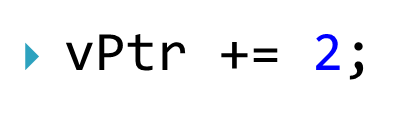 vPtr += 2;